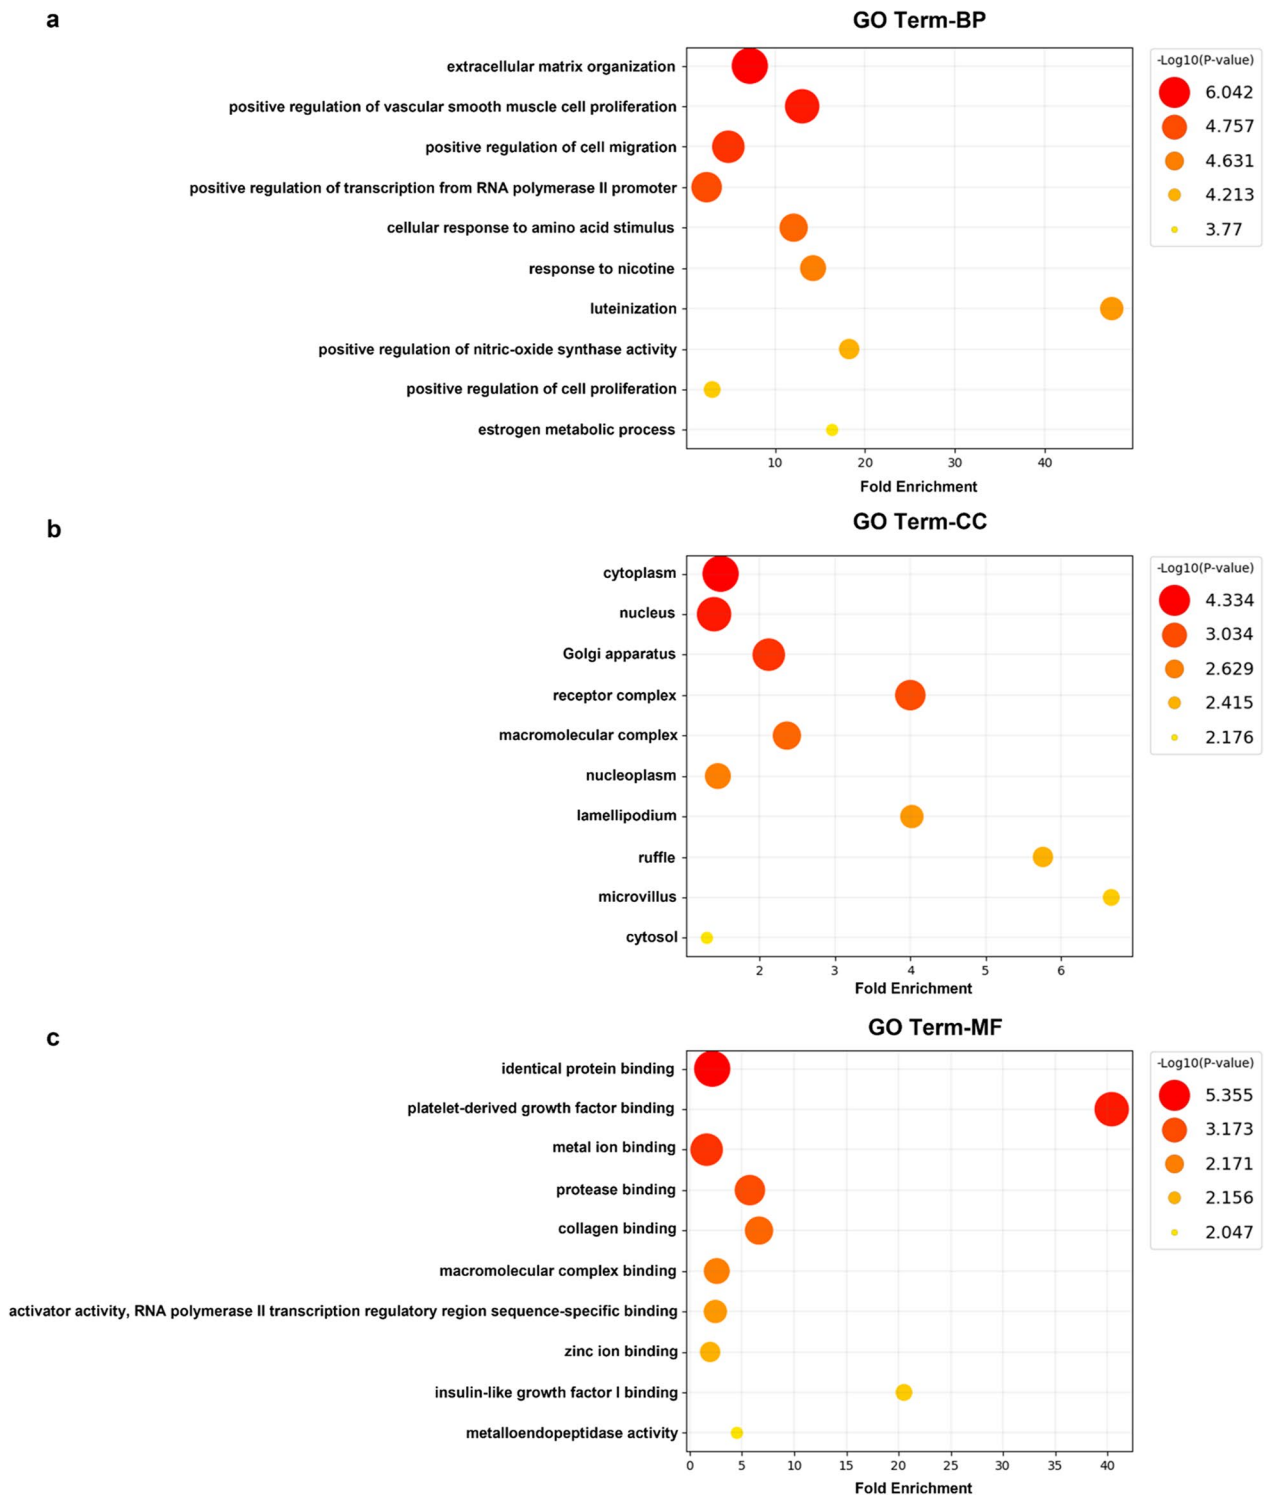 a
GO Term-BP
extracellular matrix organization
positive regulation of vascular smooth muscle cell proliferation
positive regulation of cell migration
positive regulation of transcription from RNA polymerase II promoter
cellular response to amino acid stimulus
response to nicotine
luteinization
positive regulation of nitric-oxide synthase activity
positive regulation of cell proliferation
estrogen metabolic process
10 20 30 40
Fold Enrichment
-Log10(P-value)
6.042
4.757
4.631
4.213
3.77
b
GO Term-CC
cytoplasm
nucleus
Golgi apparatus
receptor complex
macromolecular complex
nucleoplasm
lamellipodium
ruffle
microvillus
cytosol
2 3 4 5 6
Fold Enrichment
-Log10(P-value)
4.334
3.034
2.629
2.415
2.176
c
GO Term-MF
identical protein binding
platelet-derived growth factor binding
metal ion binding
protease binding
collagen binding
macromolecular complex binding
activator activity, RNA polymerase II transcription regulatory region sequence-specific binding
zinc ion binding
insulin-like growth factor I binding
metalloendopeptidase activity
0 5 10 15 20 25 30 35 40
Fold Enrichment
-Log10(P-value)
5.355
3.173
2.171
2.156
2.047